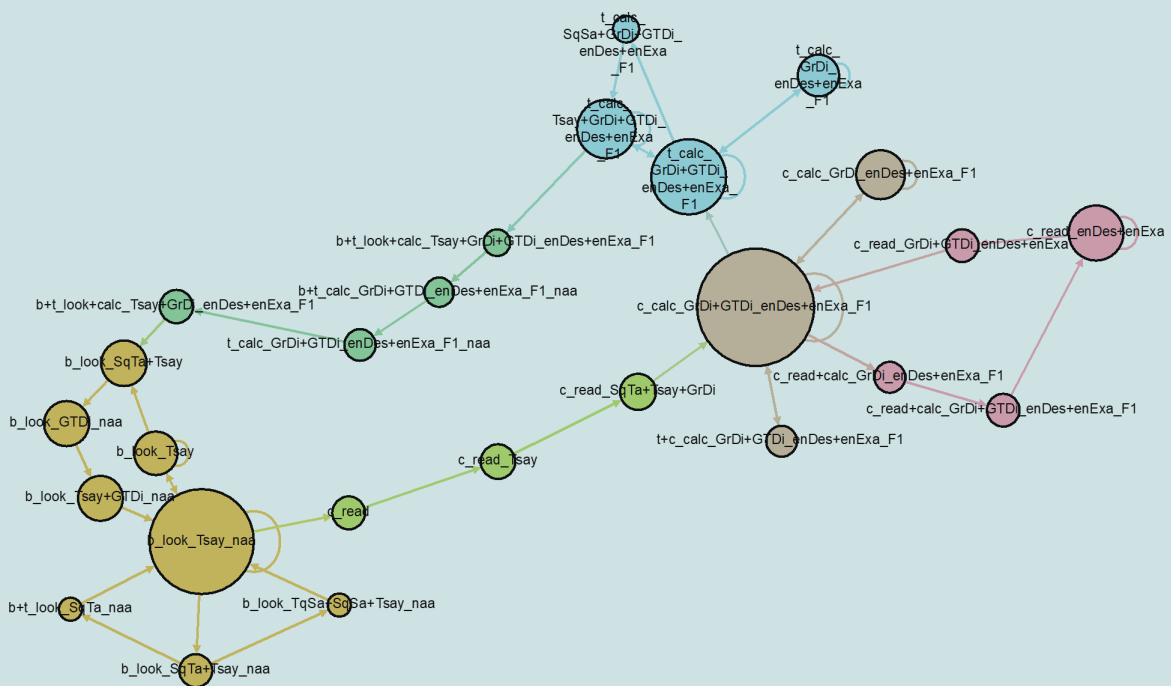 t_calc_
SqSa+GrDi+GTDi_
enDes+enExa
_F1
t_calc_
GrDi_
enDes+enExa
_F1
t_calc_
Tsay+GrDi+GTDi_
enDes+enExa
_F1
t_calc_
GrDi+GTDi_
enDes+enExa_
F1
c_calc_GrDi_enDes+enExa_F1
c_read_enDes+enExa
c_read_GrDi+GTDi_enDes+enExa
b+t_look+calc_Tsay+GrDi+GTDi_enDes+enExa_F1
b+t_calc_GrDi+GTDi_enDes+enExa_F1_naa
b+t_look+calc_Tsay+GrDi_enDes+enExa_F1
c_calc_GrDi+GTDi_enDes+enExa_F1
t_calc_GrDi+GTDi_enDes+enExa_F1_naa
b_look_SqTa+Tsay
c_read+calc_GrDi_enDes+enExa_F1
c_read_SqTa+Tsay+GrDi
c_read+calc_GrDi+GTDi_enDes+enExa_F1
b_look_GTDi_naa
t+c_calc_GrDi+GTDi_enDes+enExa_F1
b_look_Tsay
c_read_Tsay
b_look_Tsay+GTDi_naa
c_read
b_look_Tsay_naa
b_look_TqSa+SqSa+Tsay_naa
b+t_look_SqTa_naa
b_look_SqTa+Tsay_naa